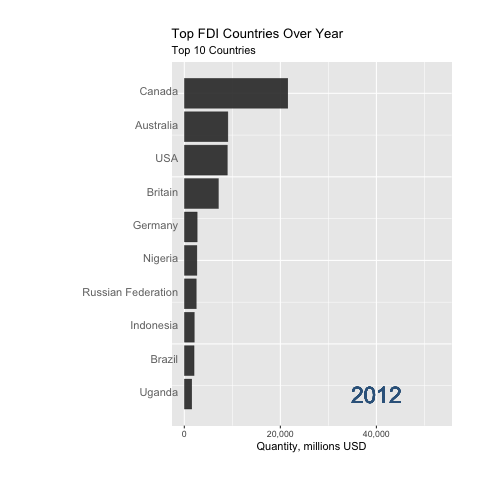 Top FDI Countries Over Year
Top 10 Countries
Canada
Australia
USA
Britain
Germany
Nigeria
Russian Federation
Indonesia
Brazil
Uganda
2012
0 20,000 40,000
Quantity, millions USD